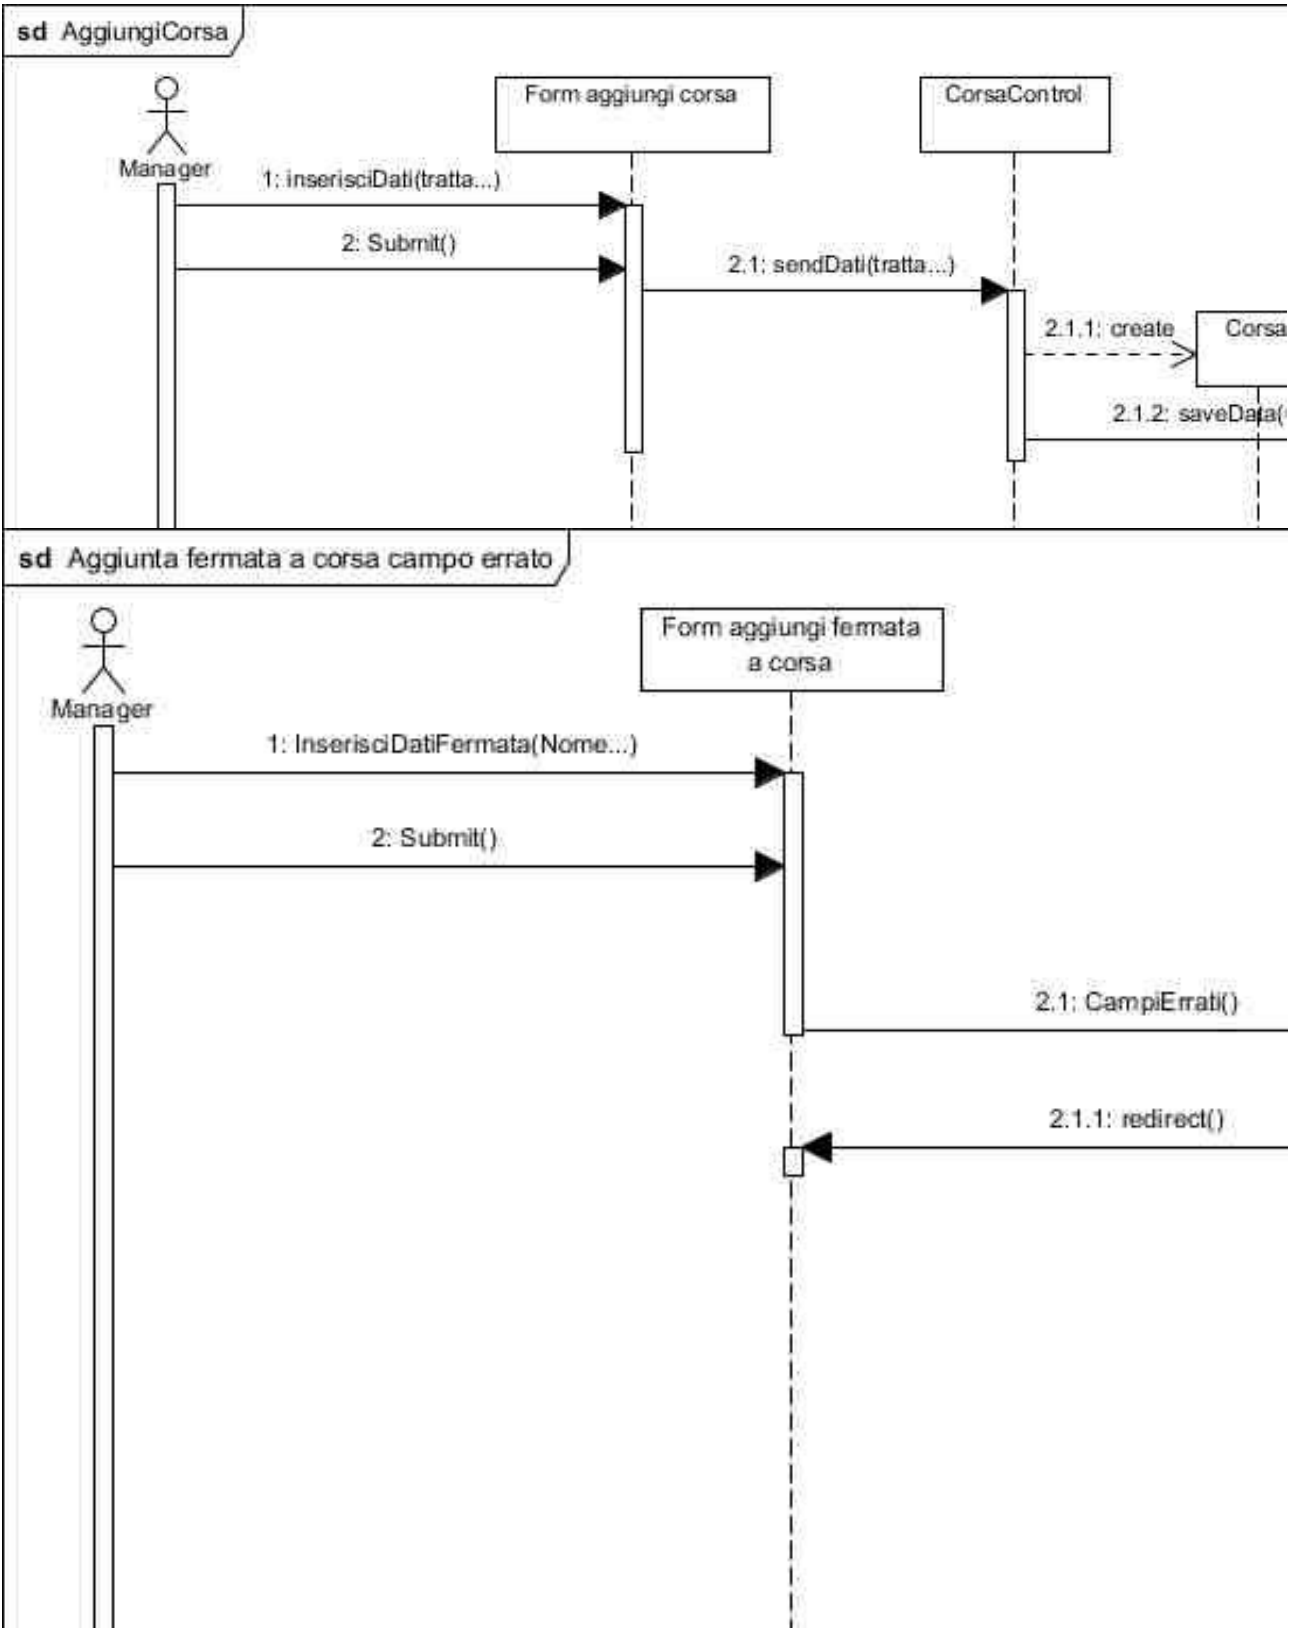 sd AggiungiCorsa
Form aggiungi corsa
CorsaControl
Manager
1: inserisciDati(tratta...)
2: Submit()
2.1: sendDati(tratta...)
2.1.1: create
Corsa
2.1.2: saveData(
sd Aggiunta fermata a corsa campo errato
Form aggiungi fermata
a corsa
Manager
1: InserisciDatiFermata(Nome...)
2: Submit()
2.1: CampiErrati()
2.1.1: redirect()